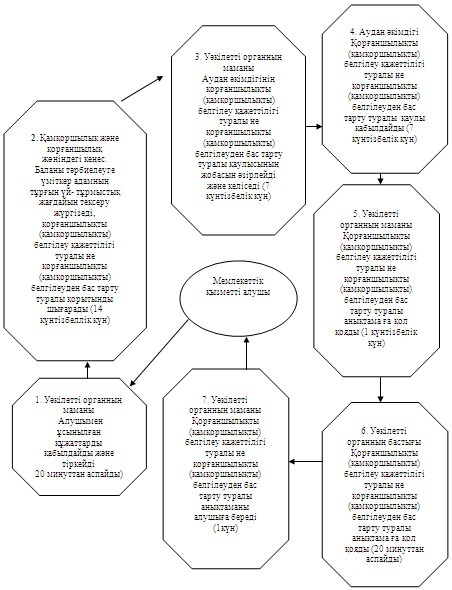 1. Уәкілетті органның
маманы
Алушымен
ұсынылған
құжаттарды
қабылдайды және
тіркейді
20 минуттан аспайды)
2. Қамқоршылық және
қорғаншылық
жөніндегі кеңес.
Баланы тәрбиелеуге
үміткер адамның
тұрғын үй- тұрмыстық
жағдайын тексеру
жүргізеді,
қорғаншылықты
(қамқоршылықты)
белгілеу қажеттілігі
туралы не
қорғаншылықты
(қамқоршылықты)
белгілеуден бас тарту
туралы қорытынды
шығарады (14
күнтізбеллік күн)
3. Уәкілетті органның
маманы
Аудан әкімдігінің
қорғаншылықты
(қамқоршылықты)
белгілеу қажеттілігі
туралы не
қорғаншылықты
(қамқоршылықты)
белгілеуден бас тарту
туралы қаулысының
жобасын әзірлейді
және келіседі (7
күнтізбелік күн)
4. Аудан әкімдігі
Қорғаншылықты
(қамқоршылықты)
белгілеу қажеттілігі
туралы не
қорғаншылықты
(қамқоршылықты)
белгілеуден бас
тарту туралы қаулы
қабылдайды (7
күнтізбелік күн)
5. Уәкілетті
органның маманы
Қорғаншылықты
(қамқоршылықты)
белгілеу қажеттілігі
туралы не
қорғаншылықты
(қамқоршылықты)
белгілеуден бас
тарту туралы
анықтама ға қол
қояды (1 күнтізбелік
күн)
6. Уәкілетті
органның бастығы
Қорғаншылықты
(қамқоршылықты)
белгілеу қажеттілігі
туралы не
қорғаншылықты
(қамқоршылықты)
белгілеуден бас
тарту туралы
анықтама ға қол
қояды (20 минуттан
аспайды)
7. Уәкілетті
органның маманы
Қорғаншылықты
(қамқоршылықты)
белгілеу қажеттілігі
туралы не
қорғаншылықты
(қамқоршылықты)
белгілеуден бас
тарту туралы
анықтаманы
алушыға береді
(1күн)
Мемлекеттік
қызметті алушы